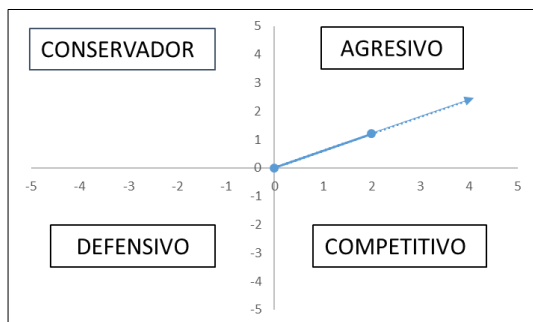 5
CONSERVADOR
4
AGRESIVO
3
2
1
0
-5 -4 -3 -2 -1 0 1 2 3 4 5
-1
-2
DEFENSIVO
-3
COMPETITIVO
-4
-5